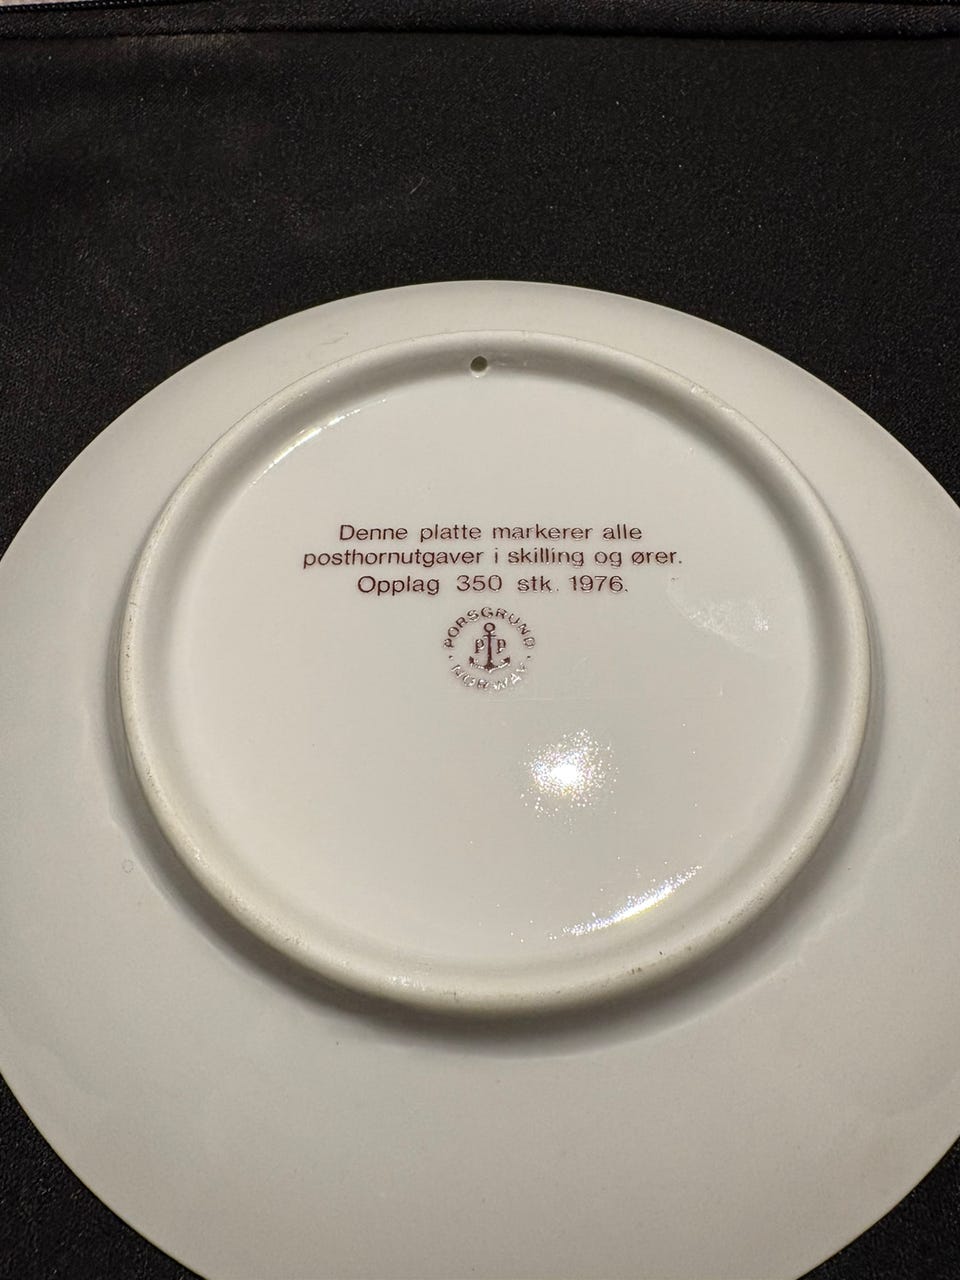 Denne platte markerer alle
posthornutgaver i skilling og ører.
Opplag 350 stk. 1976.
PORSGRUND
PP
NORWAY